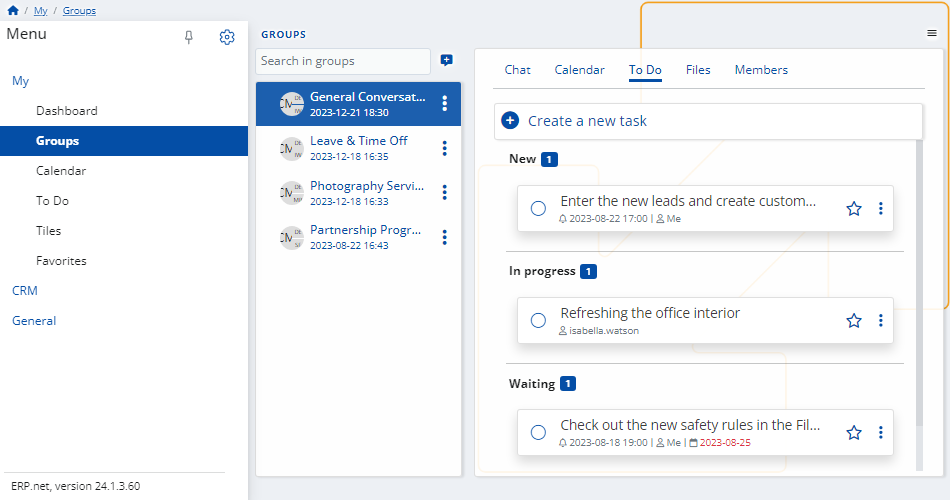 / My / Groups
Menu
My
Dashboard
Groups
Calendar
To Do
Tiles
Favorites
CRM
General
ERP.net, version 24.1.3.60
GROUPS
Search in groups
General Conversat...
2023-12-21 18:30
Leave & Time Off
2023-12-18 16:35
Photography Servi...
2023-12-18 16:33
Partnership Progr...
2023-08-22 16:43
Chat Calendar To Do Files Members
Create a new task
New 1
Enter the new leads and create custom...
2023-08-22 17:00 | Me
In progress 1
Refreshing the office interior
isabella.watson
Waiting 1
Check out the new safety rules in the Fil...
2023-08-18 19:00 | Me | 2023-08-25